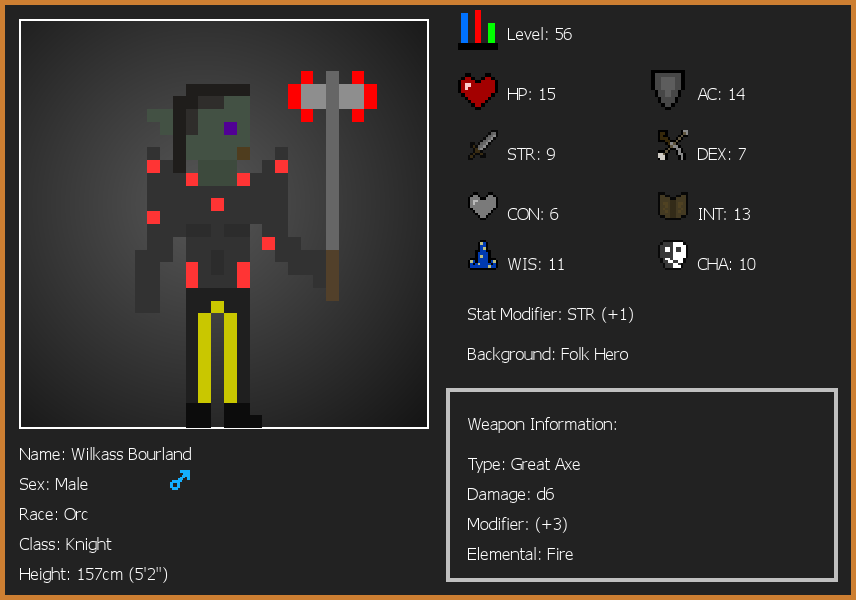 Level: 56
HP: 15
AC: 14
STR: 9
DEX: 7
CON: 6
INT: 13
WIS: 11
CHA: 10
Stat Modifier: STR (+1)
Background: Folk Hero
Weapon Information:
Type: Great Axe
Damage: d6
Modifier: (+3)
Elemental: Fire
Name: Wilkass Bourland
Sex: Male
Race: Orc
Class: Knight
Height: 157cm (5'2")